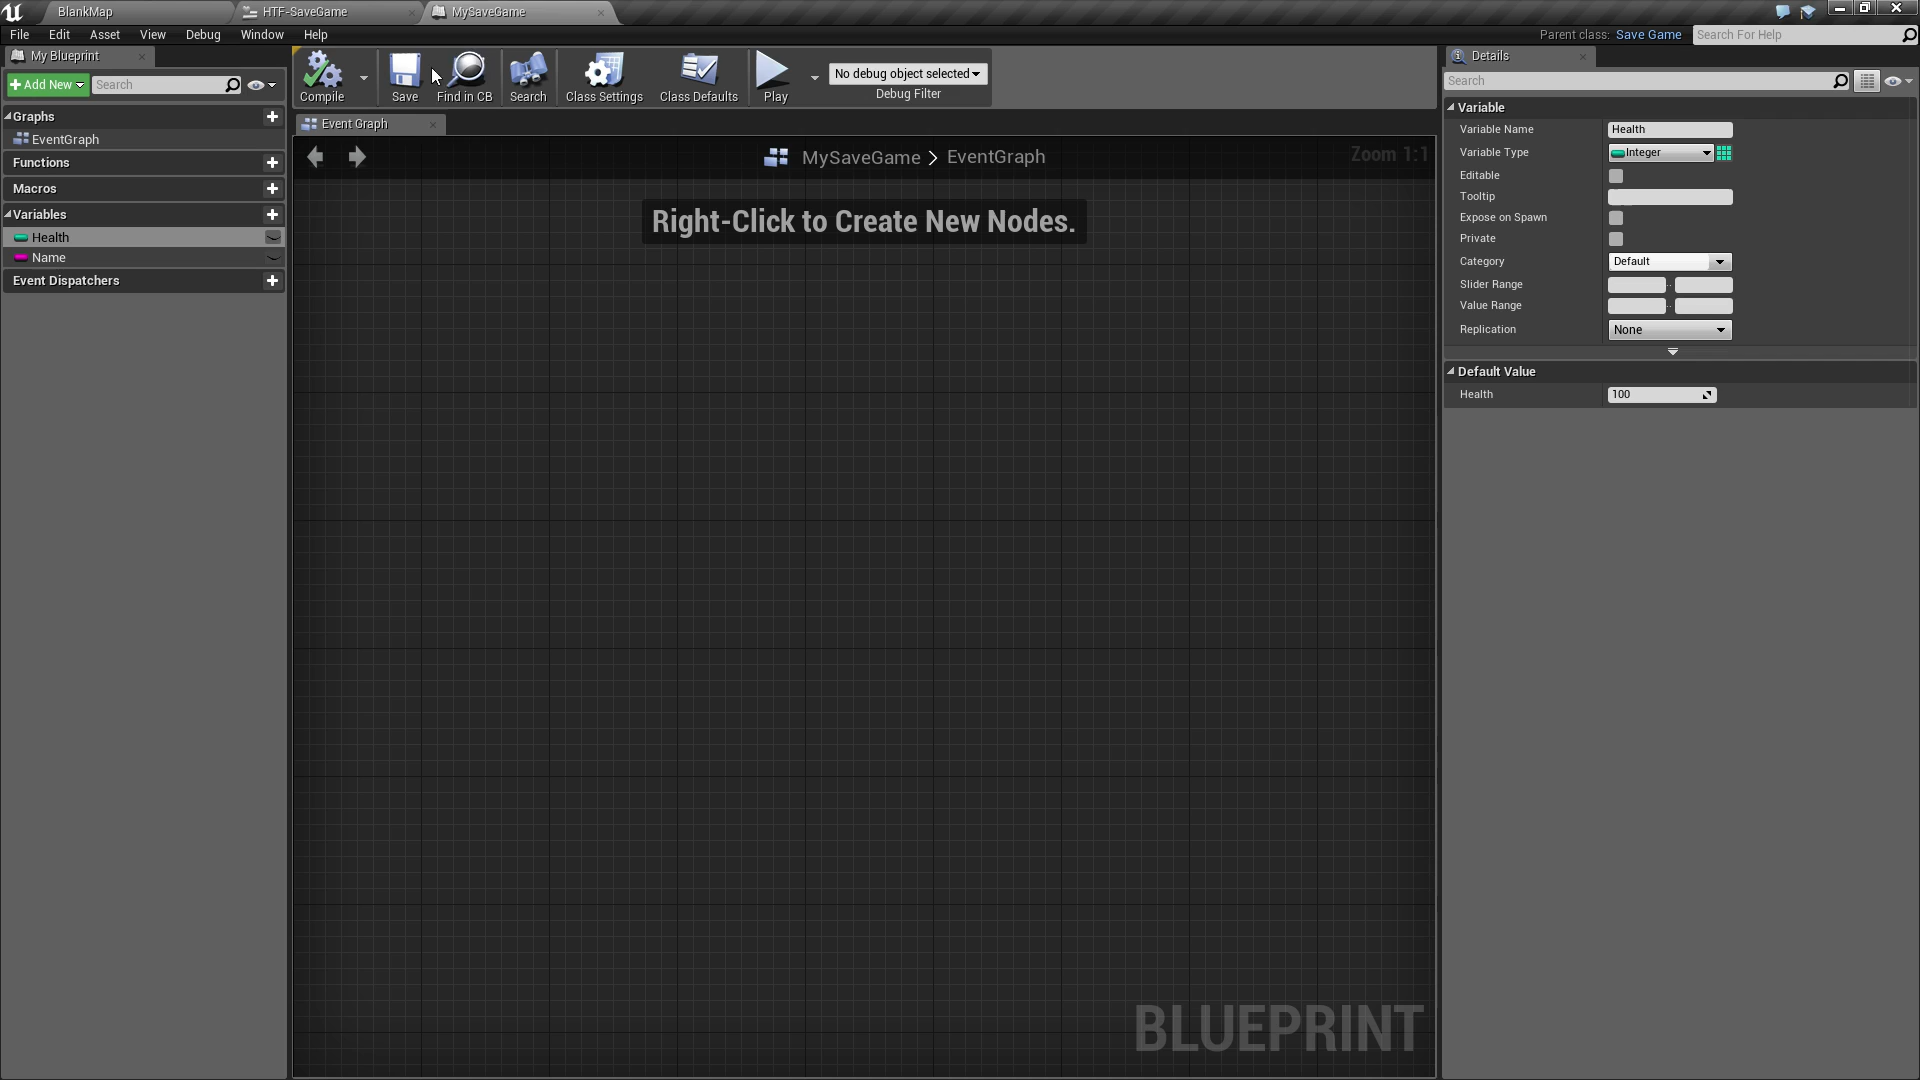 BlankMap
HTF-SaveGame
MySaveGame
File Edit Asset View Debug Window Help
Parent class: Save Game
Search For Help
My Blueprint
Add New
Search
Graphs
EventGraph
Functions
Macros
Variables
Health
Name
Event Dispatchers
Compile
Save
Find in CB
Search
Class Settings
Class Defaults
Play
No debug object selected
Debug Filter
Event Graph
MySaveGame > EventGraph
Zoom 1:1
Right-Click to Create New Nodes.
BLUEPRINT
Details
Search
Variable
Variable Name Health
Variable Type Integer
Editable
Tooltip
Expose on Spawn
Private
Category Default
Slider Range
Value Range
Replication None
Default Value
Health 100